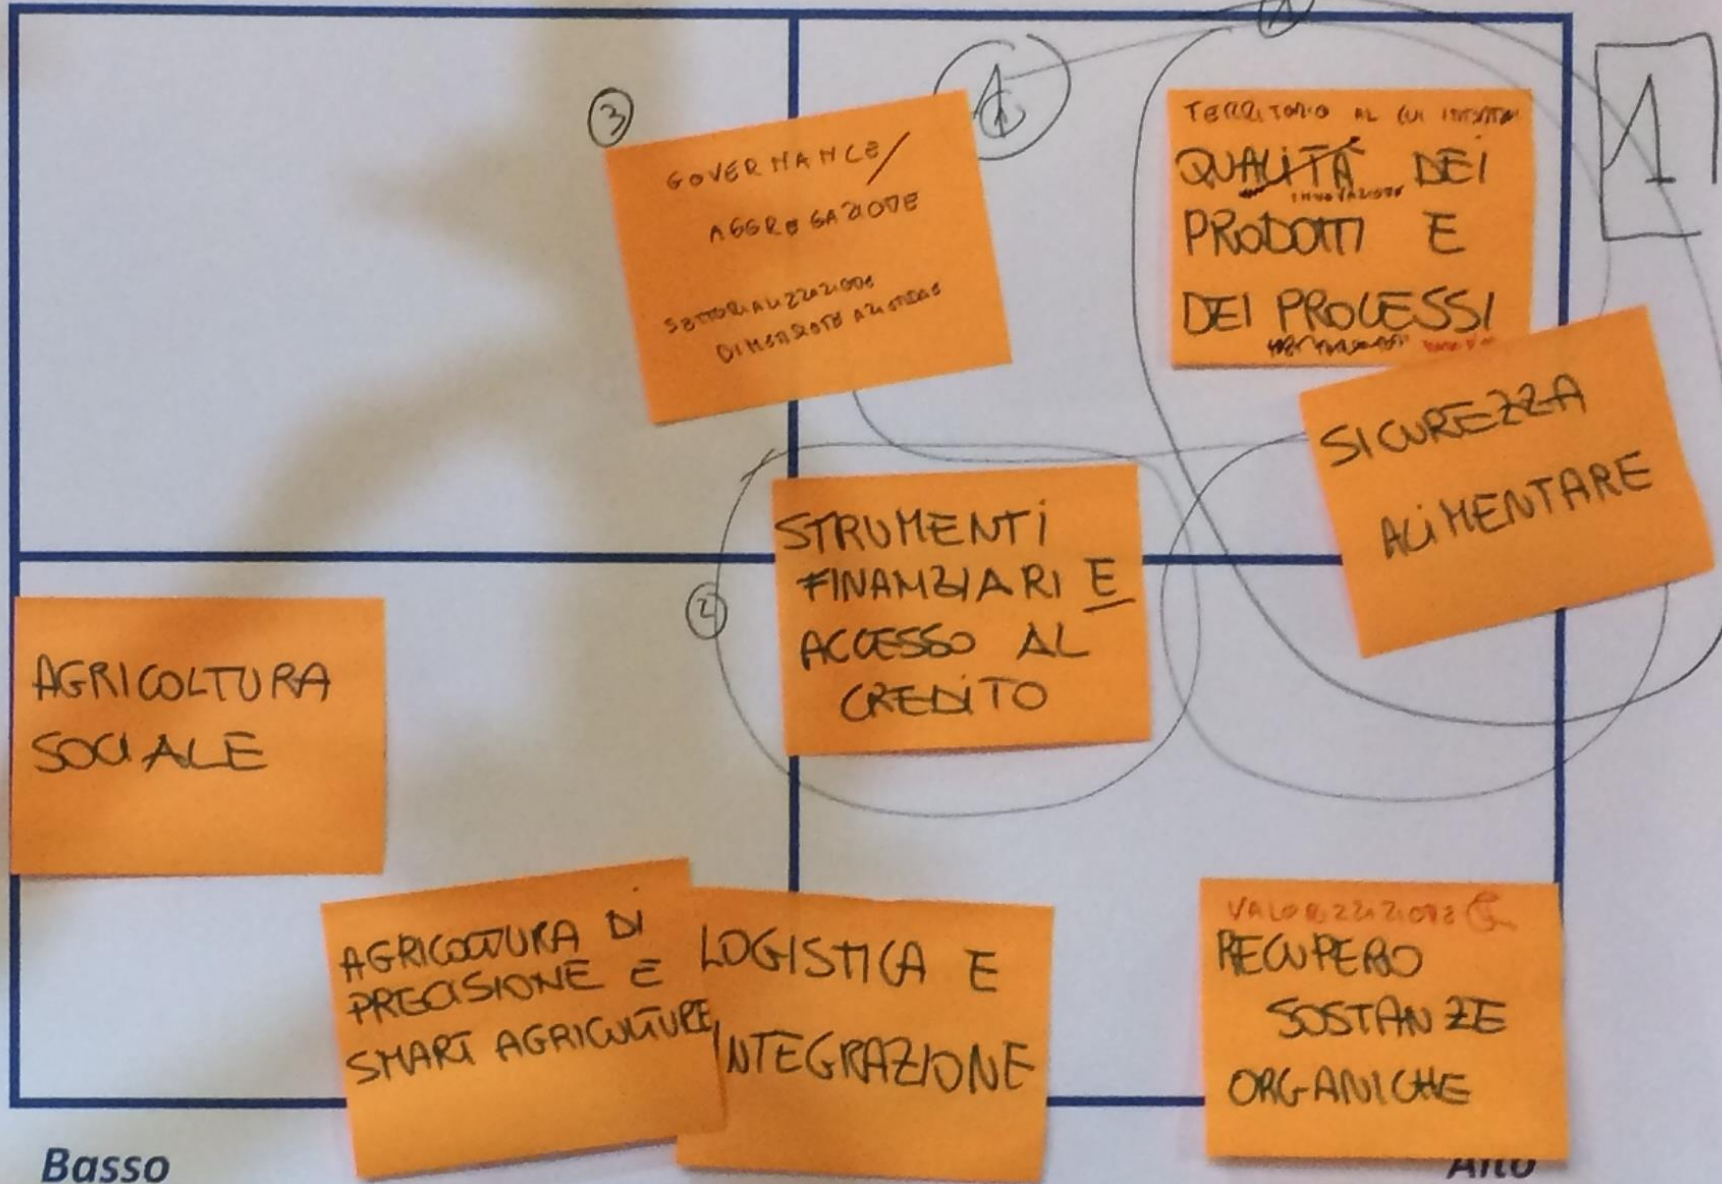 1
3
GOVERNANCE/
AGGREGAZIONE
SETTORIALIZZAZIONE
DIMENSIONE AZIENDALE
TERRITORIO AL CUI
QUALITÀ DEI
INNOVAZIONE
PRODOTTI E
DEI PROCESSI
1
SICUREZZA
ALIMENTARE
2
STRUMENTI
FINANZIARI E
ACCESSO AL
CREDITO
AGRICOLTURA
SOCIALE
AGRICOLTURA DI
PRECISIONE E
SMART AGRICULTURE
LOGISTICA E
INTEGRAZIONE
VALORIZZAZIONE E
RECUPERO
SOSTANZE
ORGANICHE
Basso
Alto